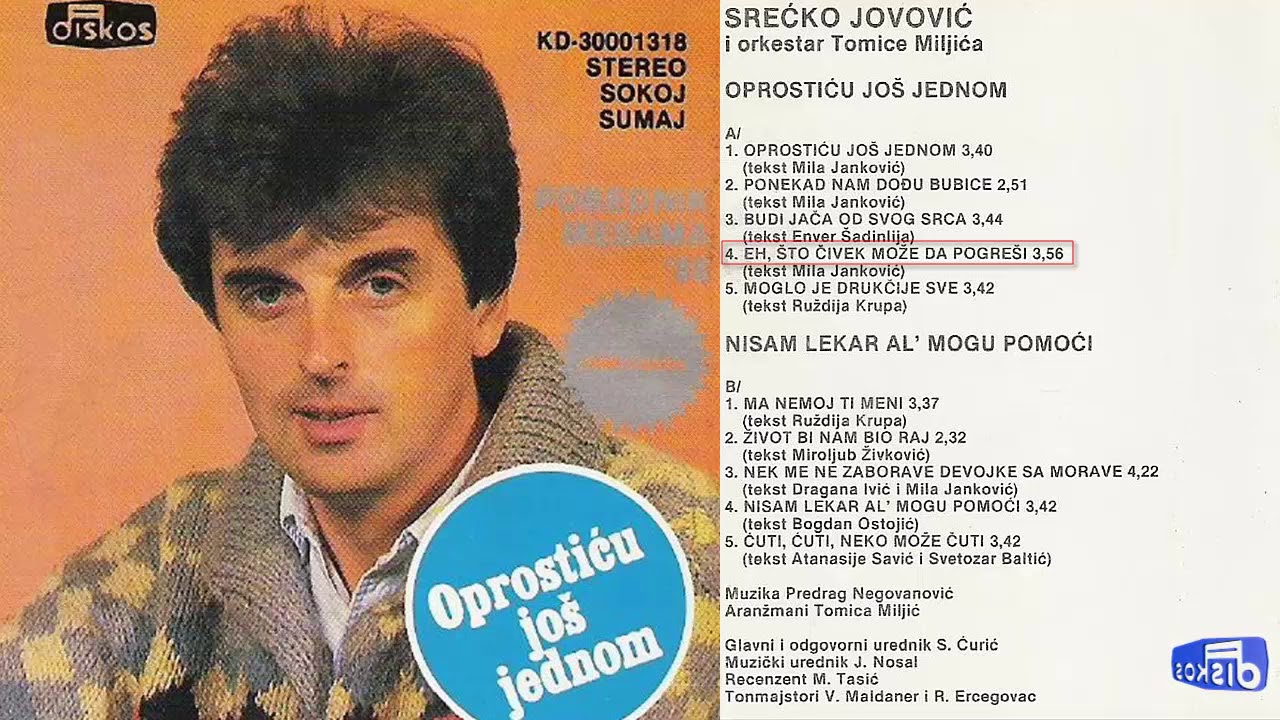 diskos
KD-30001318
STEREO
SOKOJ
SUMAJ
POBEDNIK
MESAMA
'86
Oprostiću
još
jednom
SREĆKO JOVOVIĆ
i orkestar Tomice Miljića
OPROSTIĆU JOŠ JEDNOM
A/
1. OPROSTIĆU JOŠ JEDNOM 3,40
(tekst Mila Janković)
2. PONEKAD NAM DOĐU BUBICE 2,51
(tekst Mila Janković)
3. BUDI JAČA OD SVOG SRCA 3,44
(tekst Enver Šadinlija)
4. EH, ŠTO ČIVEK MOŽE DA POGREŠI 3,56
(tekst Mila Janković)
5. MOGLO JE DRUKČIJE SVE 3,42
(tekst Ruždija Krupa)
NISAM LEKAR AL' MOGU POMOĆI
B/
1. MA NEMOJ TI MENI 3,37
(tekst Ruždija Krupa)
2. ŽIVOT BI NAM BIO RAJ 2,32
(tekst Miroljub Živković)
3. NEK ME NE ZABORAVE DEVOJKE SA MORAVE 4,22
(tekst Dragana Ivić i Mila Janković)
4. NISAM LEKAR AL' MOGU POMOĆI 3,42
(tekst Bogdan Ostojić)
5. ĆUTI, ĆUTI, NEKO MOŽE ČUTI 3,42
(tekst Atanasije Savić i Svetozar Baltić)
Muzika Predrag Negovanović
Aranžmani Tomica Miljić
Glavni i odgovorni urednik S. Ćurić
Muzički urednik J. Nosal
Recenzent M. Tasić
Tonmajstori V. Maldaner i R. Ercegovac
diskos